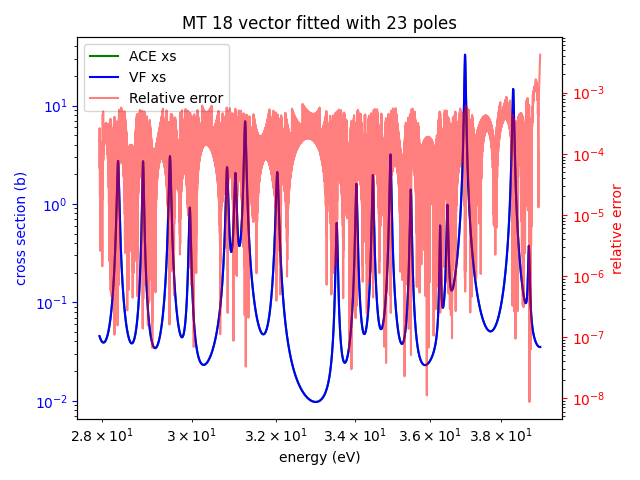 MT 18 vector fitted with 23 poles
ACE xs
VF xs
Relative error
cross section (b)
10¹
10⁰
10⁻¹
10⁻²
relative error
10⁻³
10⁻⁴
10⁻⁵
10⁻⁶
10⁻⁷
10⁻⁸
2.8 × 10¹ 3 × 10¹ 3.2 × 10¹ 3.4 × 10¹ 3.6 × 10¹ 3.8 × 10¹
energy (eV)